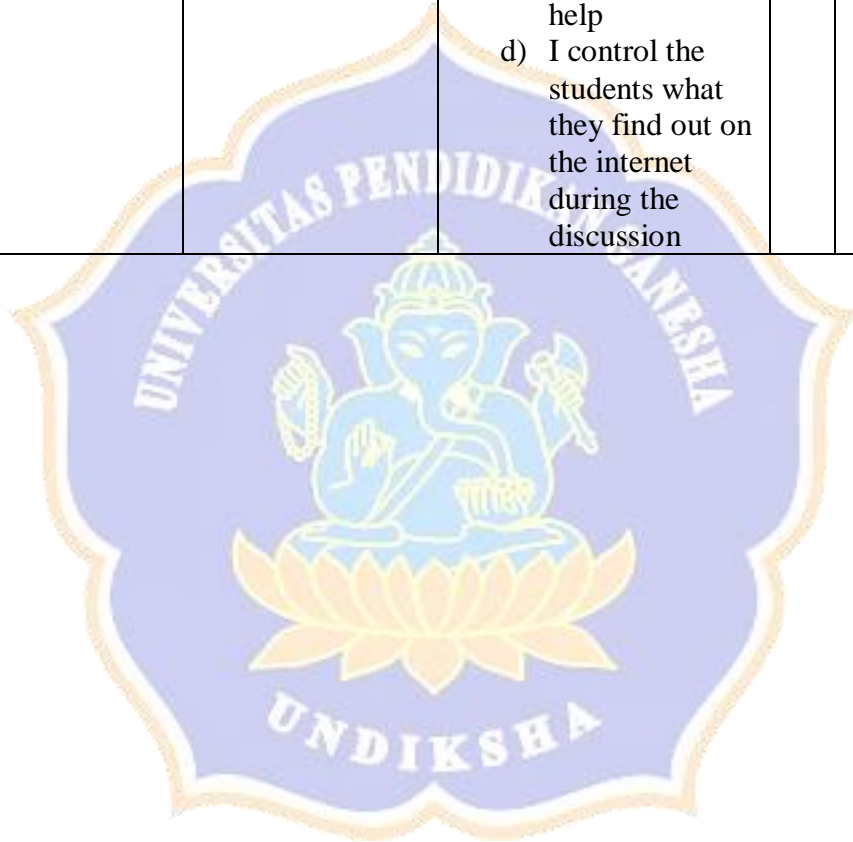 help
d) I control the
students what
they find out on
the internet
during the
discussion
UNIVERSITAS PENDIDIKAN GANESHA
UNDIKSHA